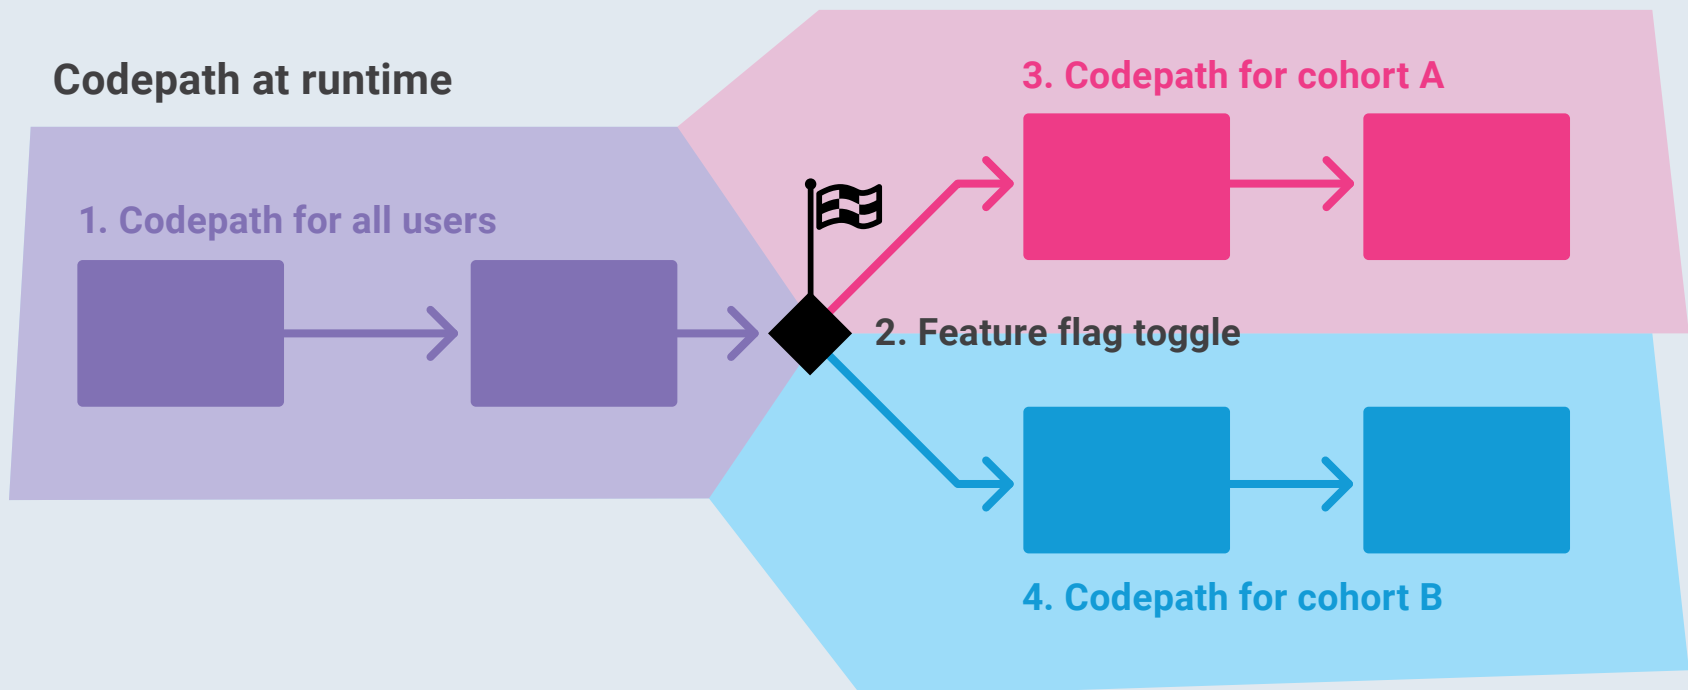 Codepath at runtime
1. Codepath for all users
2. Feature flag toggle
3. Codepath for cohort A
4. Codepath for cohort B